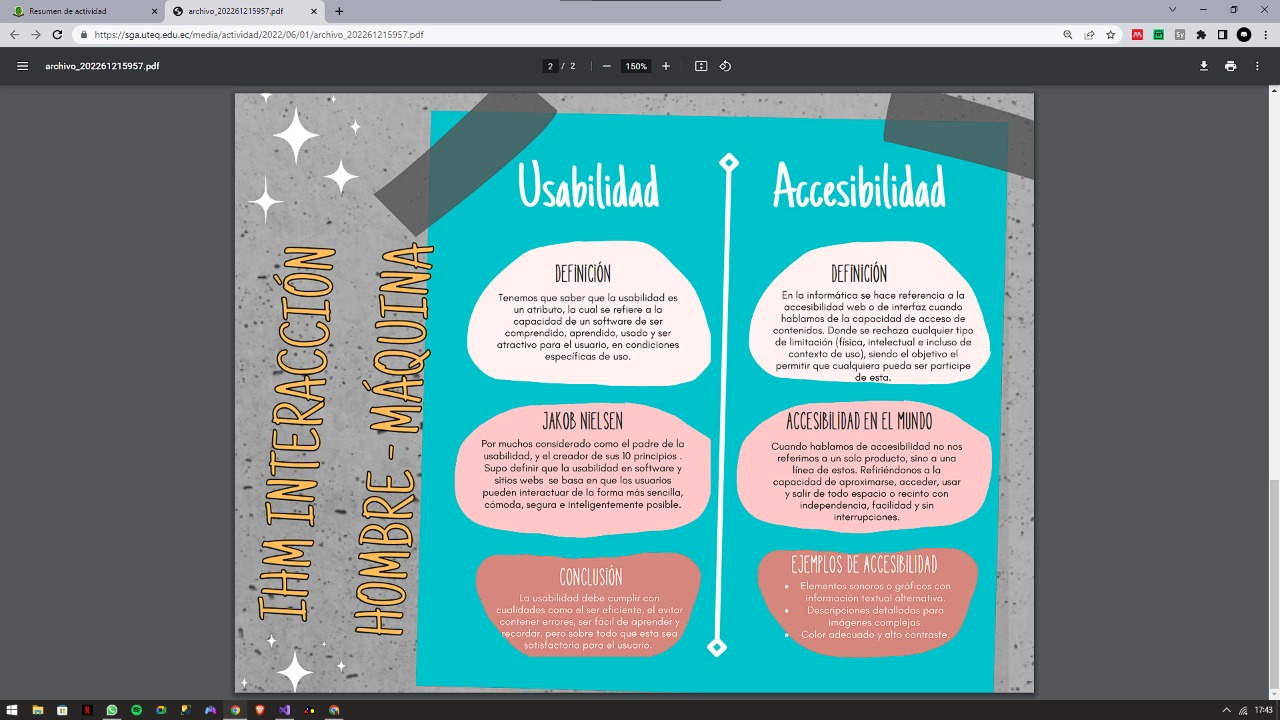 Resumen de actividad
archivo_202261215957.pdf
https://sga.uteq.edu.ec/media/actividad/2022/06/01/archivo_202261215957.pdf
archivo_202261215957.pdf
2 / 2
150%
IHM INTERACCIÓN
HOMBRE - MÁQUINA
Usabilidad
DEFINICIÓN
Tenemos que saber que la usabilidad es
un atributo, la cual se refiere a la
capacidad de un software de ser
comprendido, aprendido, usado y ser
atractivo para el usuario, en condiciones
específicas de uso.
JAKOB NIELSEN
Por muchos considerado como el padre de la
usabilidad, y el creador de sus 10 principios .
Supo definir que la usabilidad en software y
sitios webs se basa en que los usuarios
pueden interactuar de la forma más sencilla,
cómoda, segura e inteligentemente posible.
CONCLUSIÓN
La usabilidad debe cumplir con
cualidades como el ser eficiente, el evitar
contener errores, ser fácil de aprender y
recordar, pero sobre todo que esta sea
satisfactoria para el usuario.
Accesibilidad
DEFINICIÓN
En la informática se hace referencia a la
accesibilidad web o de interfaz cuando
hablamos de la capacidad de acceso de
contenidos. Donde se rechaza cualquier tipo
de limitación (física, intelectual e incluso de
contexto de uso), siendo el objetivo el
permitir que cualquiera pueda ser participe
de esta.
ACCESIBILIDAD EN EL MUNDO
Cuando hablamos de accesibilidad no nos
referimos a un solo producto, sino a una
línea de estos. Refiriéndonos a la
capacidad de aproximarse, acceder, usar
y salir de todo espacio o recinto con
independencia, facilidad y sin
interrupciones.
EJEMPLOS DE ACCESIBILIDAD
• Elementos sonoros o gráficos con
información textual alternativa.
• Descripciones detalladas para
imágenes complejas.
• Color adecuado y alto contraste.
17:43